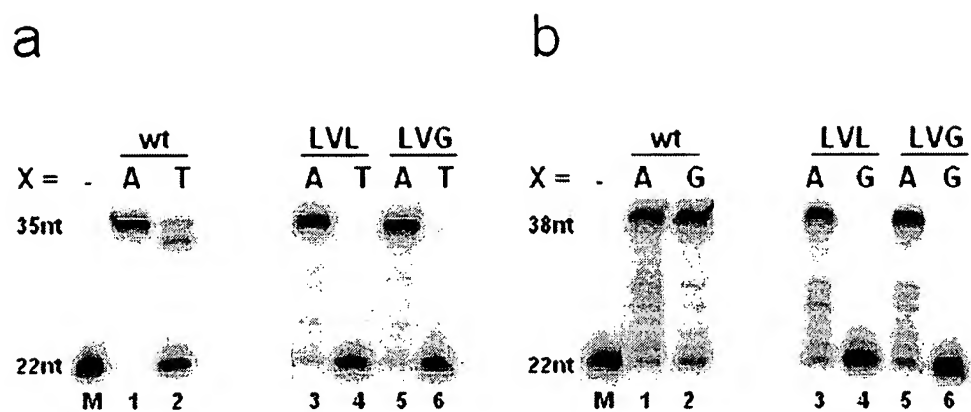 a
b
wt LVL LVG
X = - A T A T A T
35nt
22nt
M 1 2 3 4 5 6
wt LVL LVG
X = - A G A G A G
38nt
22nt
M 1 2 3 4 5 6